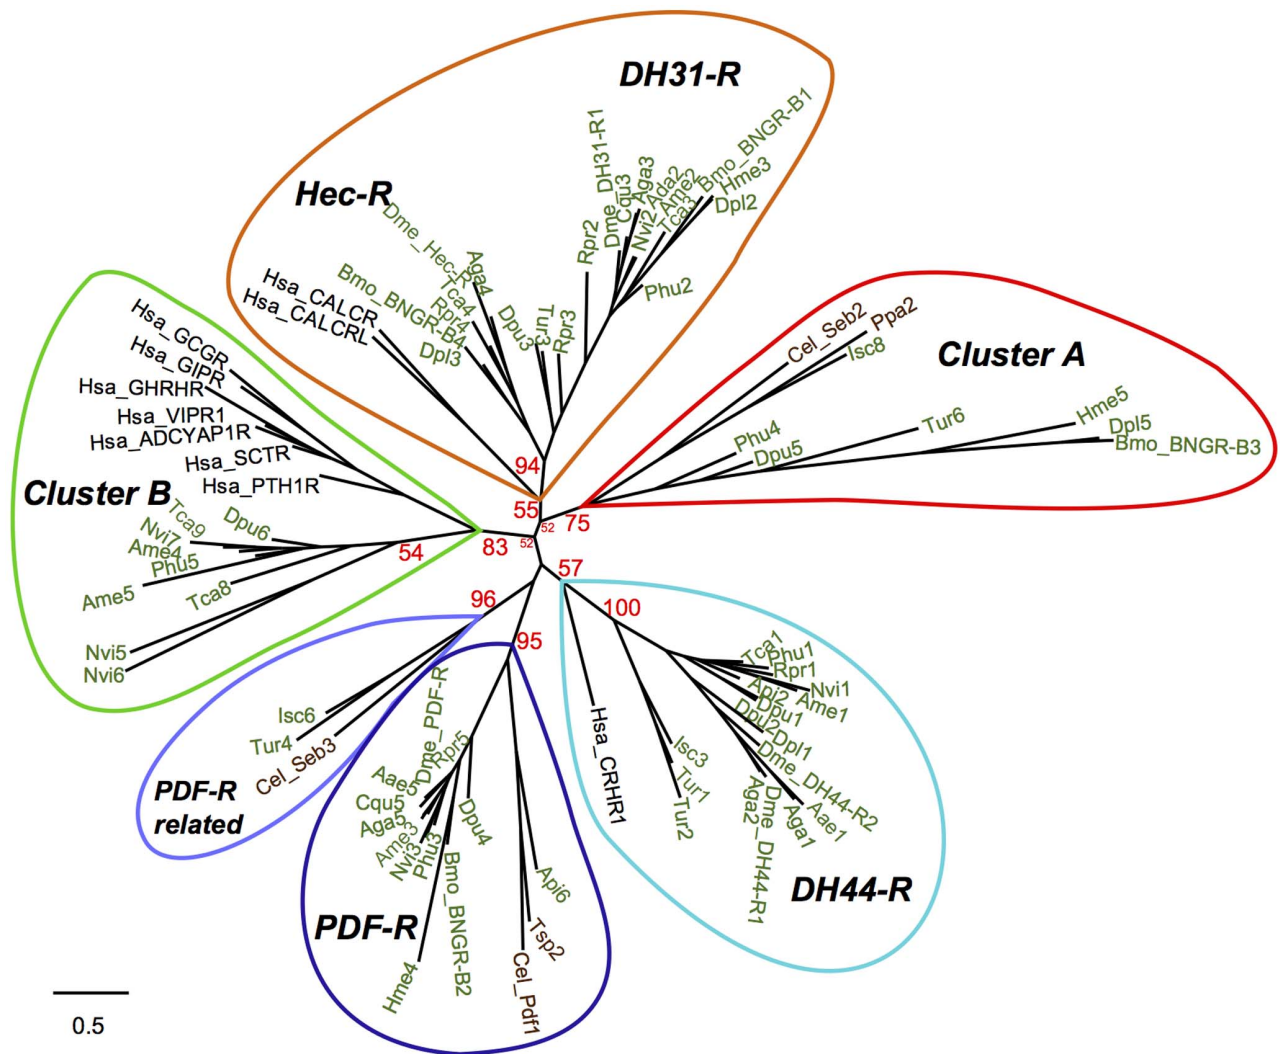 DH31-R
Hec-R
Dme_Hec-R
Aga4
Tca4
Rpr4
Bmo_BNGR-B4
Dpl3
Hsa_CALCR
Hsa_CALCRL
Dpu3
Tur3
Rpr3
Rpr2
Dme_DH31-R1
Cqu3
Aga3
Nvi2
Ada2
Tca3
Ame2
Bmo_BNGR-B1
Hme3
Dpl2
Phu2
94
55
52
75
Cluster A
Cel_Seb2
Ppa2
Isc8
Phu4
Dpu5
Tur6
Hme5
Dpl5
Bmo_BNGR-B3
Cluster B
Hsa_GCGR
Hsa_GIPR
Hsa_GHRHR
Hsa_VIPR1
Hsa_ADCYAP1R
Hsa_SCTR
Hsa_PTH1R
Tca9
Dpu6
Nvi7
Ame4
Phu5
Ame5
Tca8
Nvi5
Nvi6
54
83
52
57
96
95
100
PDF-R
related
Isc6
Tur4
Cel_Seb3
PDF-R
Dme_PDF-R
Rpr5
Aae5
Cqu5
Aga5
Ame3
Nvi3
Phu3
Dpu4
Bmo_BNGR-B2
Hme4
Api6
Tsp2
Cel_Pdf1
DH44-R
Hsa_CRHR1
Isc3
Tur1
Tur2
Tca1
Phu1
Rpr1
Nvi1
Ame1
Api2
Dpu1
Dpu2
Dpl1
Dme_DH44-R2
Aae1
Aga1
Dme_DH44-R1
Aga2
0.5